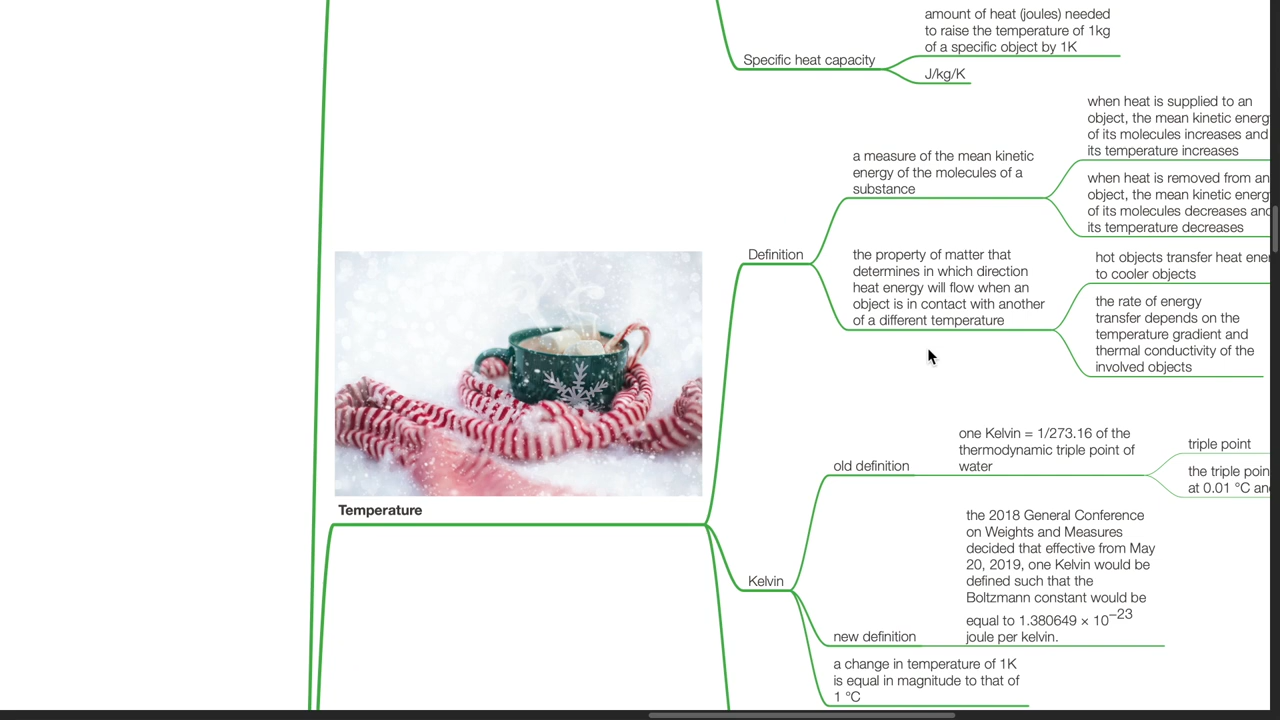 amount of heat (joules) needed
to raise the temperature of 1kg
of a specific object by 1K
Specific heat capacity
J/kg/K
when heat is supplied to an
object, the mean kinetic energ
of its molecules increases and
its temperature increases
a measure of the mean kinetic
energy of the molecules of a
substance
when heat is removed from an
object, the mean kinetic energ
of its molecules decreases and
its temperature decreases
Definition
the property of matter that
determines in which direction
heat energy will flow when an
object is in contact with another
of a different temperature
hot objects transfer heat ener
to cooler objects
the rate of energy
transfer depends on the
temperature gradient and
thermal conductivity of the
involved objects
Temperature
one Kelvin = 1/273.16 of the
thermodynamic triple point of
water
old definition
triple point
the triple poin
at 0.01 °C an
the 2018 General Conference
on Weights and Measures
decided that effective from May
20, 2019, one Kelvin would be
defined such that the
Boltzmann constant would be
equal to 1.380649 × 10⁻²³
joule per kelvin.
Kelvin
new definition
a change in temperature of 1K
is equal in magnitude to that of
1 °C